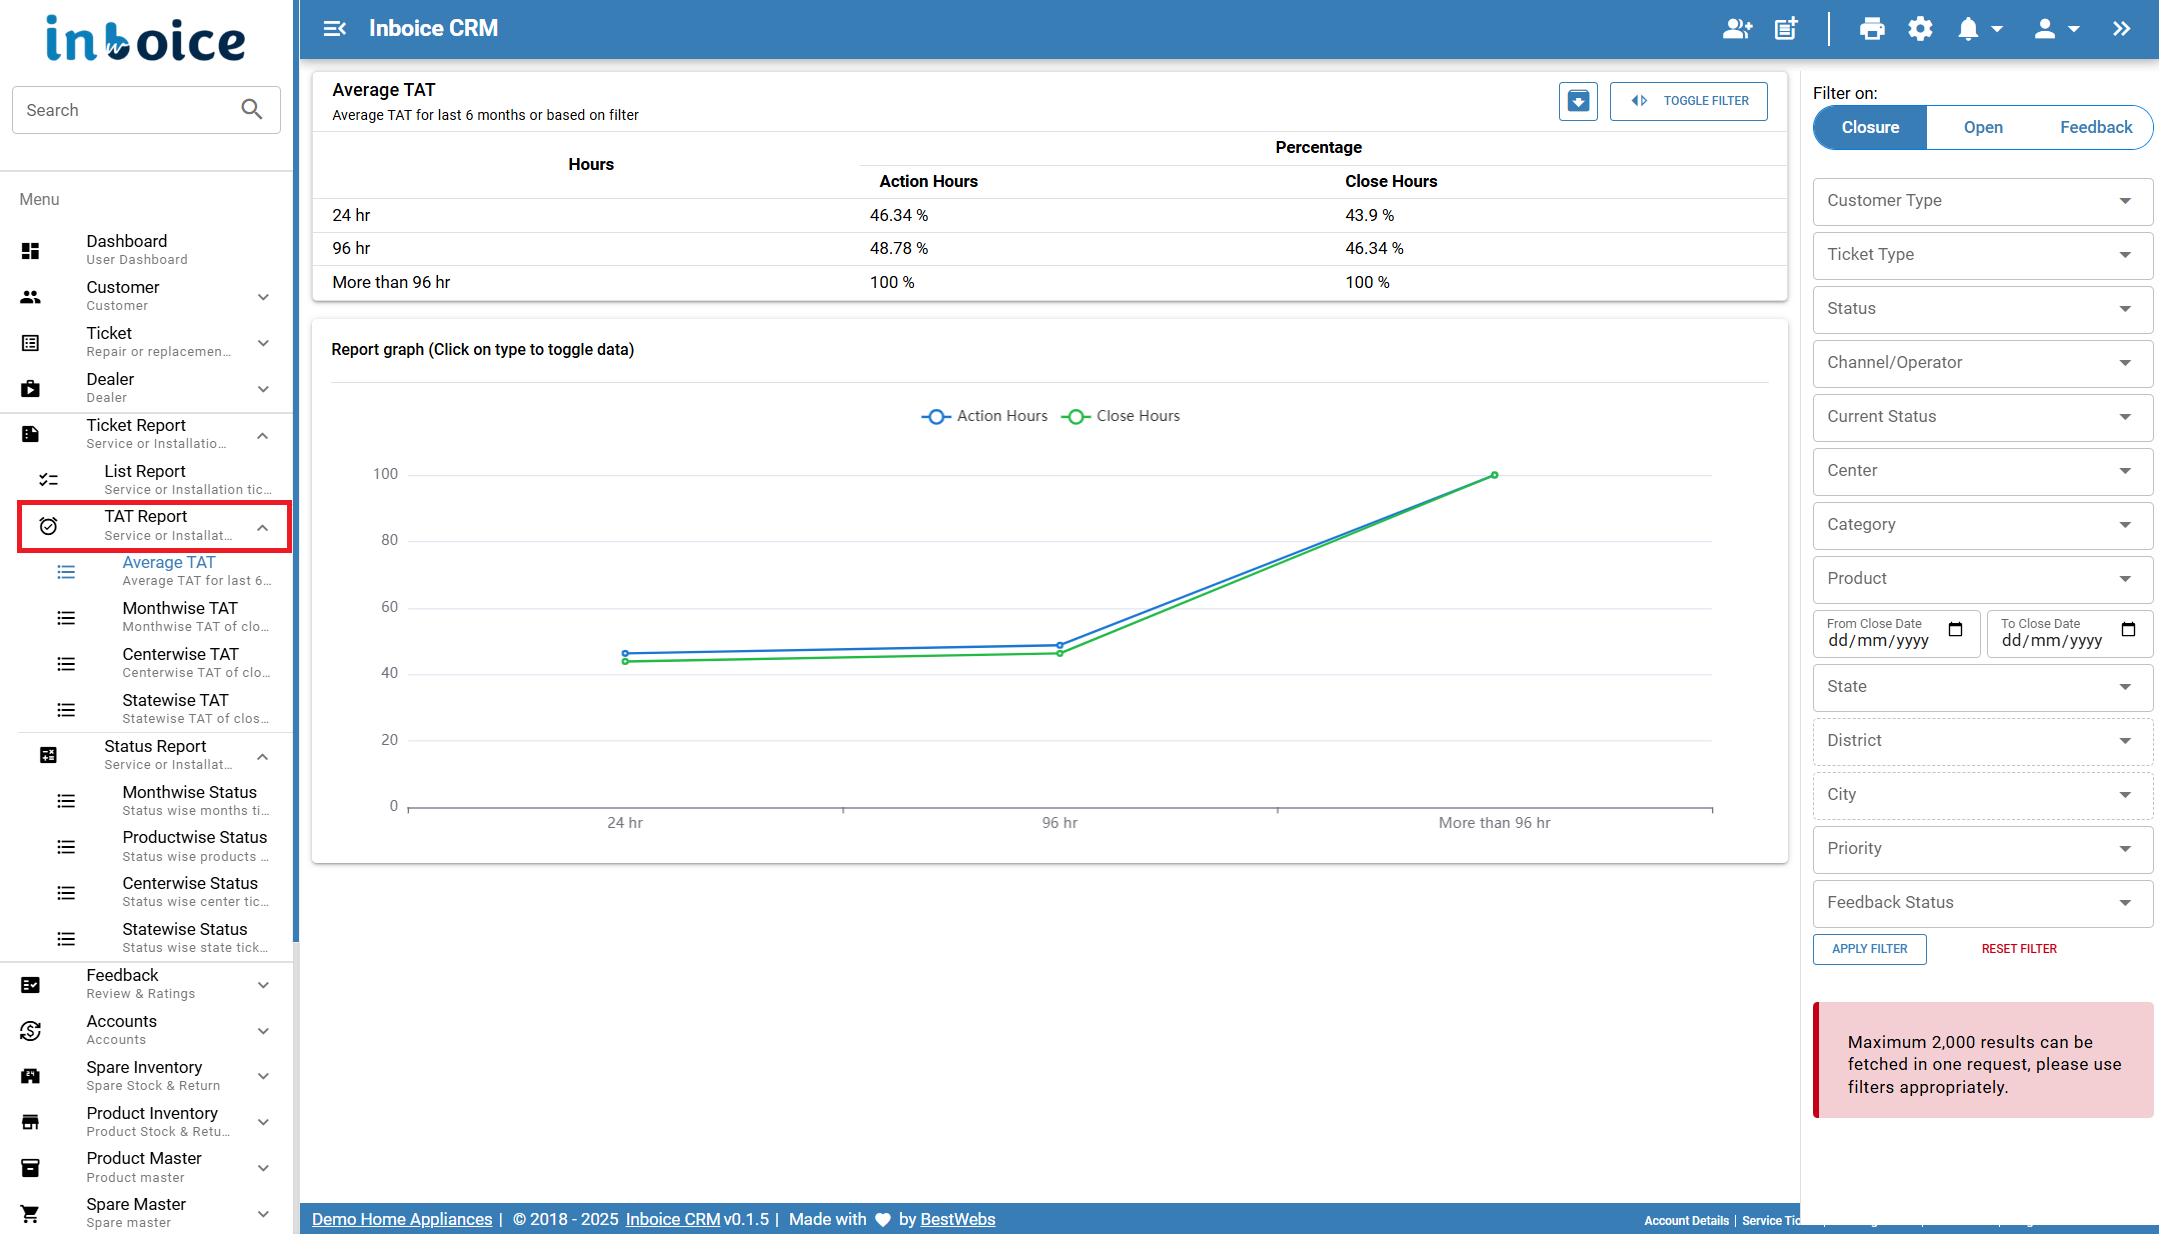 inboice
Search
Menu
Dashboard
User Dashboard
Customer
Customer
Ticket
Repair or replacemen...
Dealer
Dealer
Ticket Report
Service or Installatio...
List Report
Service or Installation tic...
TAT Report
Service or Installat...
Average TAT
Average TAT for last 6...
Monthwise TAT
Monthwise TAT of clo...
Centerwise TAT
Centerwise TAT of clo...
Statewise TAT
Statewise TAT of clos...
Status Report
Service or Installat...
Monthwise Status
Status wise months ti...
Productwise Status
Status wise products ...
Centerwise Status
Status wise center tic...
Statewise Status
Status wise state tick...
Feedback
Review & Ratings
Accounts
Accounts
Spare Inventory
Spare Stock & Return
Product Inventory
Product Stock & Retu...
Product Master
Product master
Spare Master
Spare master
Inboice CRM
Average TAT
Average TAT for last 6 months or based on filter
TOGGLE FILTER
Hours Percentage
Action Hours Close Hours
24 hr 46.34 % 43.9 %
96 hr 48.78 % 46.34 %
More than 96 hr 100 % 100 %
Report graph (Click on type to toggle data)
Action Hours Close Hours
100
80
60
40
20
0
24 hr 96 hr More than 96 hr
Filter on:
Closure Open Feedback
Customer Type
Ticket Type
Status
Channel/Operator
Current Status
Center
Category
Product
From Close Date To Close Date
dd/mm/yyyy dd/mm/yyyy
State
District
City
Priority
Feedback Status
APPLY FILTER RESET FILTER
Maximum 2,000 results can be
fetched in one request, please use
filters appropriately.
Demo Home Appliances | © 2018 - 2025 Inboice CRM v0.1.5 | Made with by BestWebs
Account Details | Service